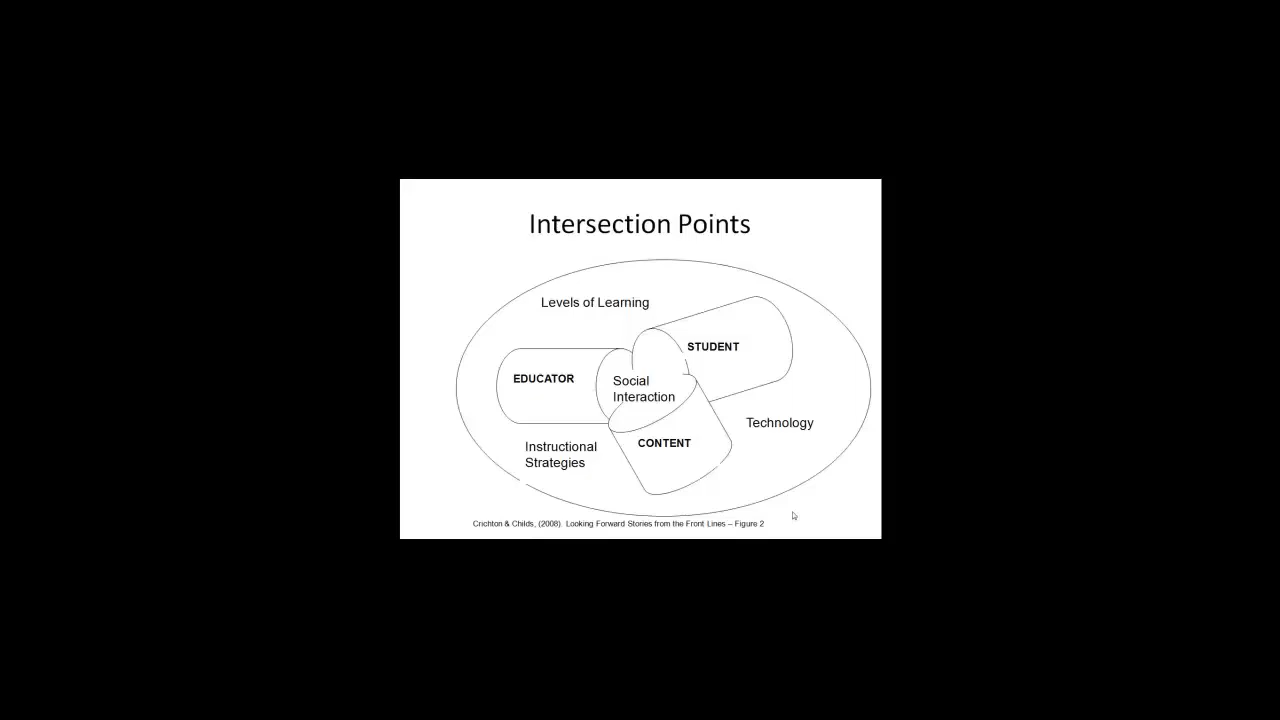 Intersection Points
Levels of Learning
STUDENT
EDUCATOR
Social
Interaction
Technology
CONTENT
Instructional
Strategies
Crichton & Childs, (2008). Looking Forward Stories from the Front Lines – Figure 2